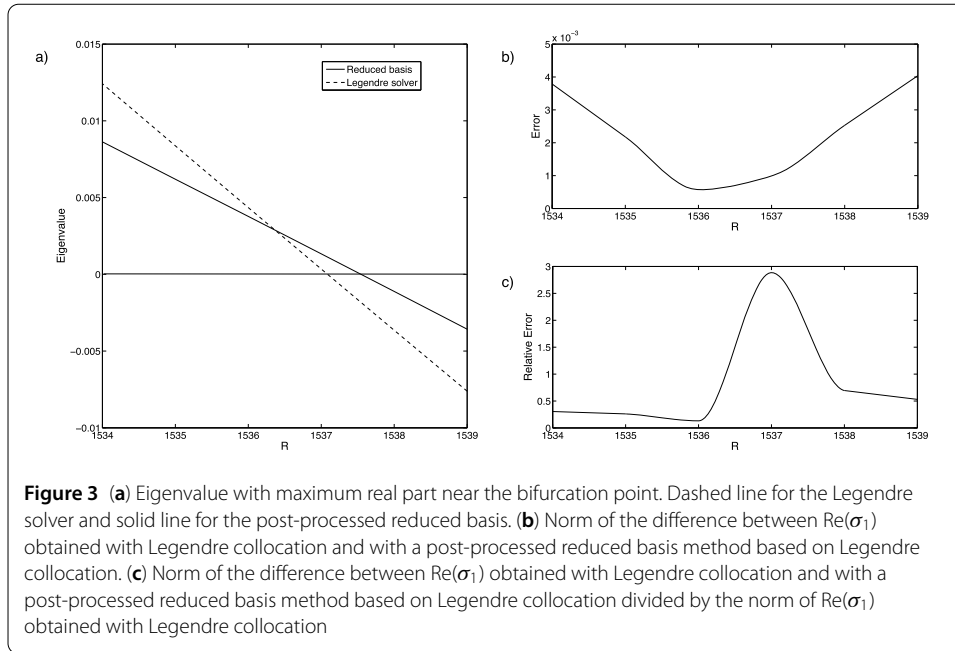 a)
0.015
0.01
0.005
0
−0.005
−0.01
Eigenvalue
1534
1535
1536
1537
1538
1539
R
Reduced basis
Legendre solver
b)
x 10⁻³
5
4
3
2
1
0
Error
1534
1535
1536
1537
1538
1539
R
c)
3
2.5
2
1.5
1
0.5
0
Relative Error
1534
1535
1536
1537
1538
1539
R
Figure 3 (a) Eigenvalue with maximum real part near the bifurcation point. Dashed line for the Legendre
solver and solid line for the post-processed reduced basis. (b) Norm of the difference between Re(σ₁)
obtained with Legendre collocation and with a post-processed reduced basis method based on Legendre
collocation. (c) Norm of the difference between Re(σ₁) obtained with Legendre collocation and with a
post-processed reduced basis method based on Legendre collocation divided by the norm of Re(σ₁)
obtained with Legendre collocation